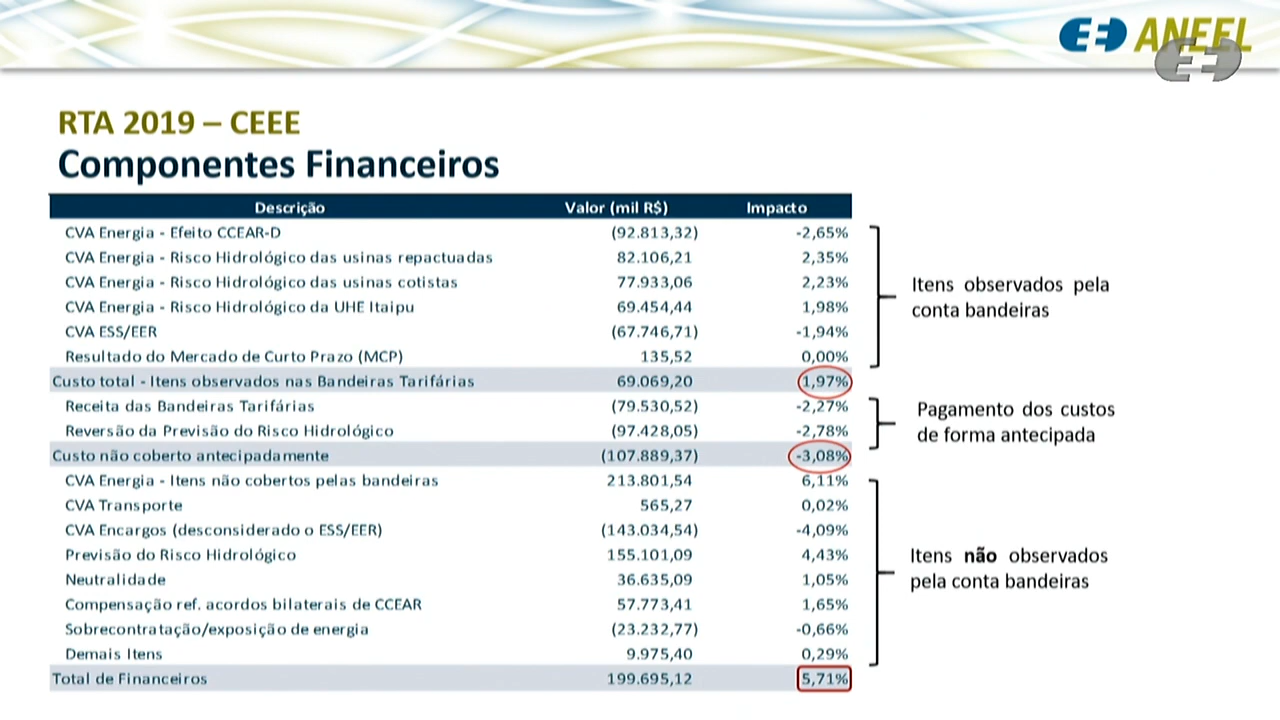 ANEEL
RTA 2019 – CEEE
Componentes Financeiros
Descrição Valor (mil R$) Impacto
CVA Energia - Efeito CCEAR-D (92.813,32) -2,65%
CVA Energia - Risco Hidrológico das usinas repactuadas 82.106,21 2,35%
CVA Energia - Risco Hidrológico das usinas cotistas 77.933,06 2,23%
CVA Energia - Risco Hidrológico da UHE Itaipu 69.454,44 1,98%
CVA ESS/EER (67.746,71) -1,94%
Resultado do Mercado de Curto Prazo (MCP) 135,52 0,00%
Custo total - Itens observados nas Bandeiras Tarifárias 69.069,20 1,97%
Receita das Bandeiras Tarifárias (79.530,52) -2,27%
Reversão da Previsão do Risco Hidrológico (97.428,05) -2,78%
Custo não coberto antecipadamente (107.889,37) -3,08%
CVA Energia - Itens não cobertos pelas bandeiras 213.801,54 6,11%
CVA Transporte 565,27 0,02%
CVA Encargos (desconsiderado o ESS/EER) (143.034,54) -4,09%
Previsão do Risco Hidrológico 155.101,09 4,43%
Neutralidade 36.635,09 1,05%
Compensação ref. acordos bilaterais de CCEAR 57.773,41 1,65%
Sobrecontratação/exposição de energia (23.232,77) -0,66%
Demais Itens 9.975,40 0,29%
Total de Financeiros 199.695,12 5,71%
Itens observados pela
conta bandeiras
Pagamento dos custos
de forma antecipada
Itens não observados
pela conta bandeiras